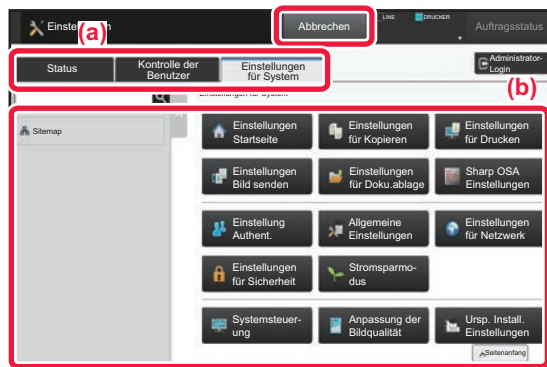 Einste
(a)
Abbrechen
LINE
DRUCKER
Auftragsstatus
Status
Kontrolle der
Benutzer
Einstellungen
für System
Administrator-
Login
(b)
Sitemap
Einstellungen
Startseite
Einstellungen
für Kopieren
Einstellungen
für Drucken
Einstellungen
Bild senden
Einstellungen
für Doku.ablage
Sharp OSA
Einstellungen
Einstellung
Authent.
Allgemeine
Einstellungen
Einstellungen
für Netzwerk
Einstellungen
für Sicherheit
Stromsparmo-
dus
Systemsteuer-
ung
Anpassung der
Bildqualität
Ursp. Install.
Einstellungen
Seitenanfang